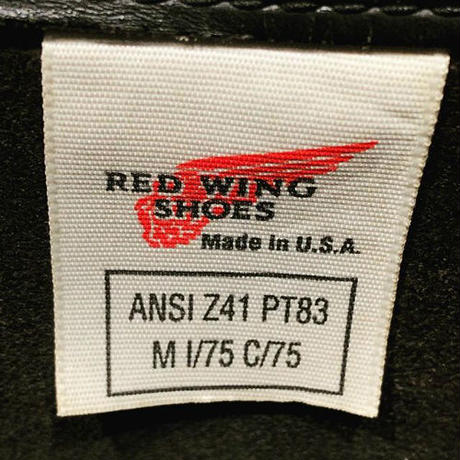 RED WING
SHOES
Made in U.S.A.
ANSI Z41 PT83
M I/75 C/75